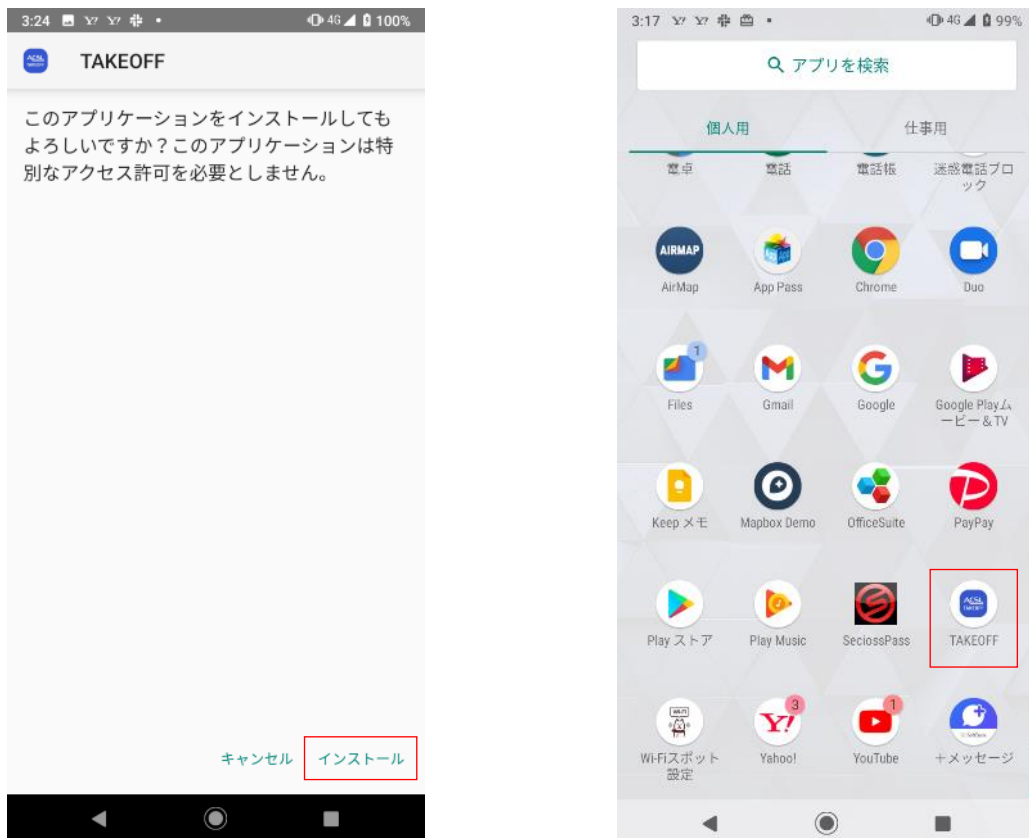 3:24 4G 100%
TAKEOFF
このアプリケーションをインストールしても
よろしいですか？このアプリケーションは特
別なアクセス許可を必要としません。
キャンセル インストール
3:17 4G 99%
アプリを検索
個人用 仕事用
電卓 電話 電話帳 迷惑電話ブロ
ック
AIRMAP
AirMap App Pass Chrome Duo
1
Files Gmail Google Google Playム
ービー＆TV
Keep メモ Mapbox Demo OfficeSuite PayPay
ACSL
TAKEOFF
Play ストア Play Music SeciossPass TAKEOFF
Wi-Fi 3 1
Wi-Fiスポット
設定 Yahoo! YouTube ＋メッセージ